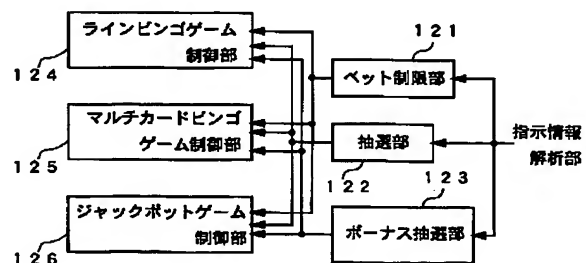 ラインビンゴゲーム
制御部
124
マルチカードビンゴ
ゲーム制御部
125
ジャックポットゲーム
制御部
126
121
ベット制限部
抽選部
122
123
ボーナス抽選部
指示情報
解析部